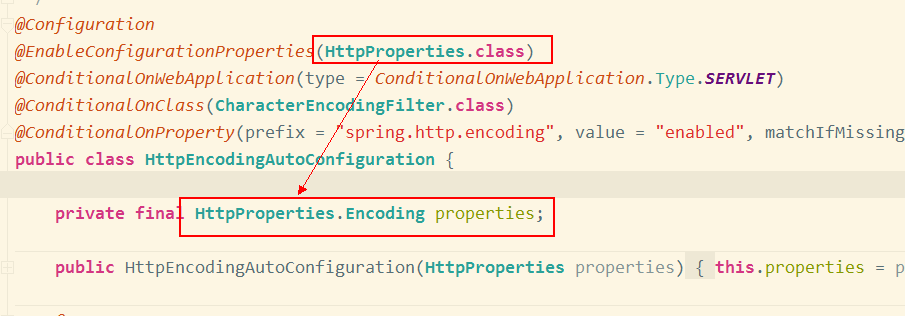 @Configuration
@EnableConfigurationProperties(HttpProperties.class)
@ConditionalOnWebApplication(type = ConditionalOnWebApplication.Type.SERVLET)
@ConditionalOnClass(CharacterEncodingFilter.class)
@ConditionalOnProperty(prefix = "spring.http.encoding", value = "enabled", matchIfMissing
public class HttpEncodingAutoConfiguration {
private final HttpProperties.Encoding properties;
public HttpEncodingAutoConfiguration(HttpProperties properties) { this.properties = p